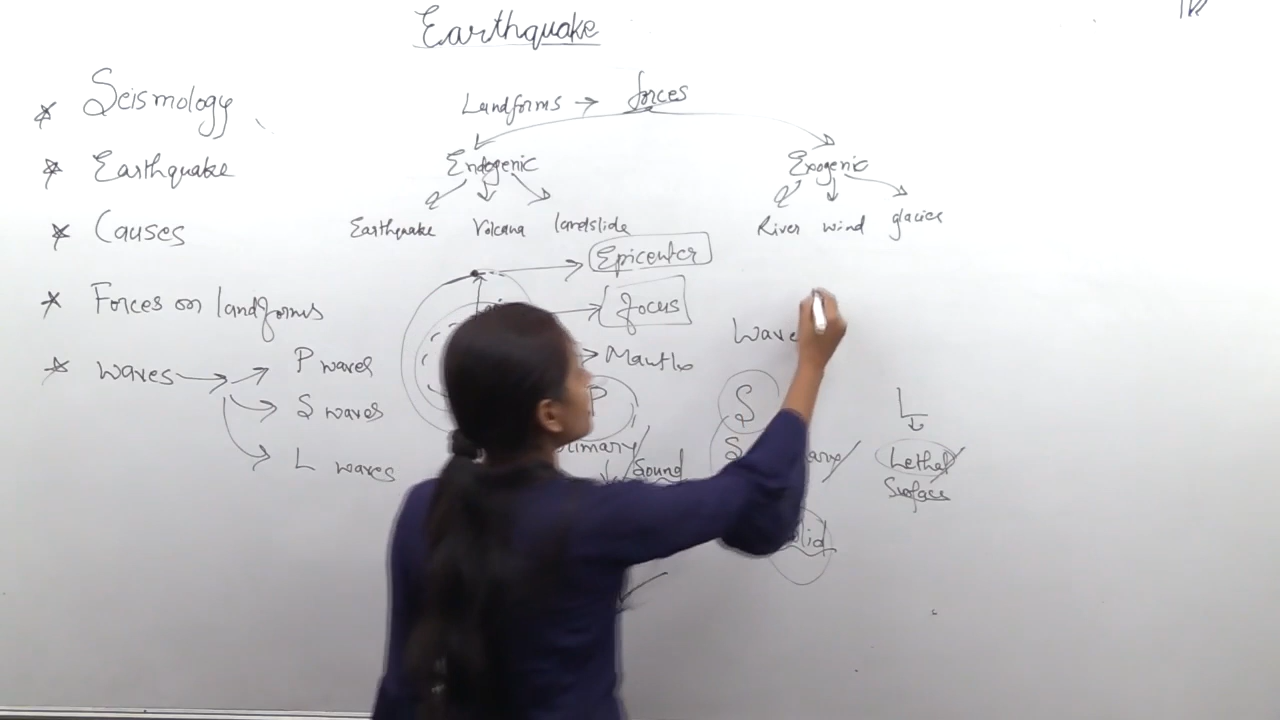 Earthquake
* Seismology
* Earthquake
* Causes
* Forces on landforms
* Waves →
P waves
S waves
L waves
Landforms → forces
Endogenic Exogenic
Earthquake Volcano landslide River wind glacier
Epicenter
focus
Mantle
Wave
P S L
Sound
Lethal
Surface